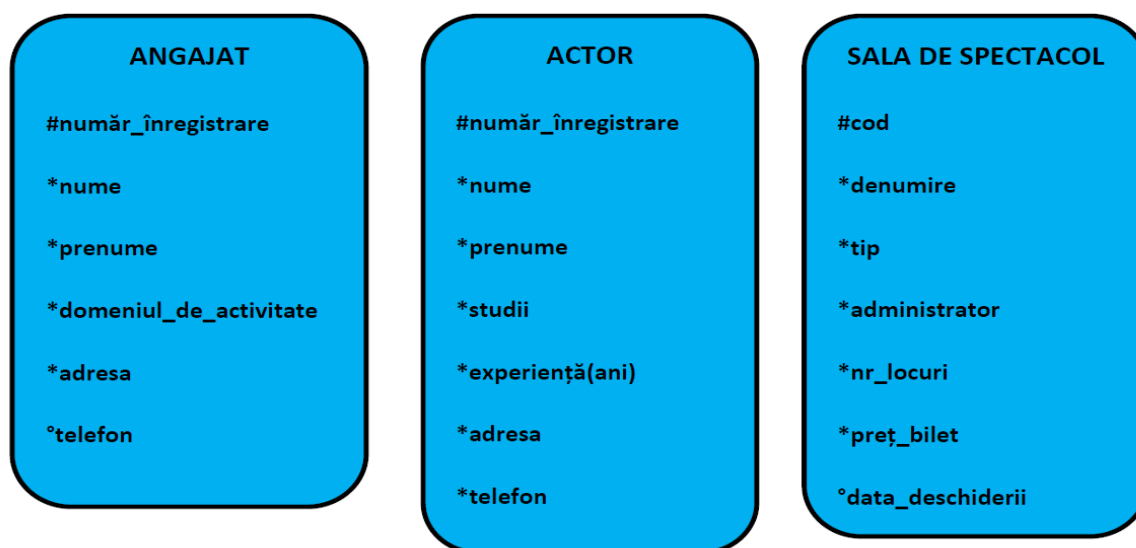 ANGAJAT
#număr_înregistrare
*nume
*prenume
*domeniul_de_activitate
*adresa
°telefon
ACTOR
#număr_înregistrare
*nume
*prenume
*studii
*experiență(ani)
*adresa
*telefon
SALA DE SPECTACOL
#cod
*denumire
*tip
*administrator
*nr_locuri
*preț_bilet
°data_deschiderii